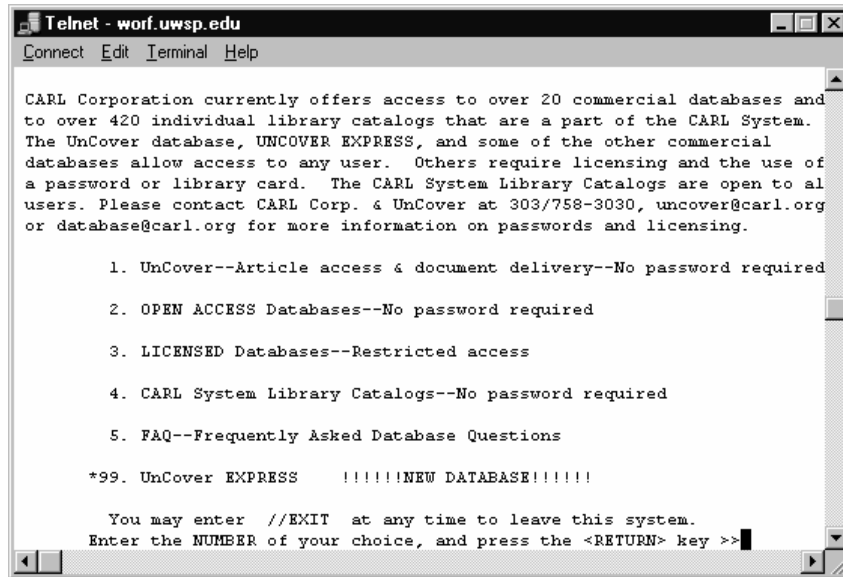 Telnet - worf.uwsp.edu
Connect Edit Terminal Help
CARL Corporation currently offers access to over 20 commercial databases and
to over 420 individual library catalogs that are a part of the CARL System.
The UnCover database, UNCOVER EXPRESS, and some of the other commercial
databases allow access to any user. Others require licensing and the use of
a password or library card. The CARL System Library Catalogs are open to al
users. Please contact CARL Corp. & UnCover at 303/758-3030, uncover@carl.org
or database@carl.org for more information on passwords and licensing.
1. UnCover--Article access & document delivery--No password required
2. OPEN ACCESS Databases--No password required
3. LICENSED Databases--Restricted access
4. CARL System Library Catalogs--No password required
5. FAQ--Frequently Asked Database Questions
*99. UnCover EXPRESS !!!!!!NEW DATABASE!!!!!!
You may enter //EXIT at any time to leave this system.
Enter the NUMBER of your choice, and press the <RETURN> key >>